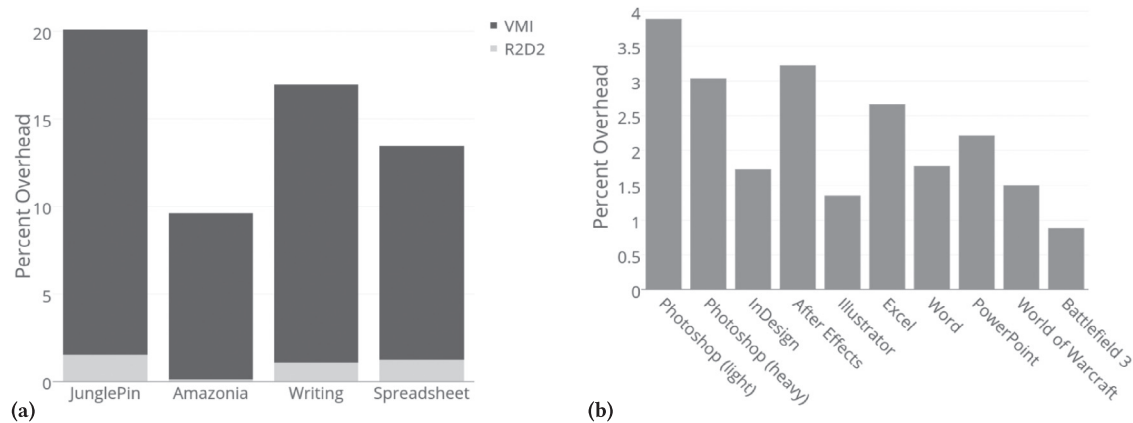 VMI
R2D2
Percent Overhead
20
15
10
5
0
JunglePin Amazonia Writing Spreadsheet
(a)
Percent Overhead
4
3.5
3
2.5
2
1.5
1
0.5
0
Photoshop (light)
Photoshop (heavy)
InDesign
After Effects
Illustrator
Excel
Word
PowerPoint
World of Warcraft
Battlefield 3
(b)